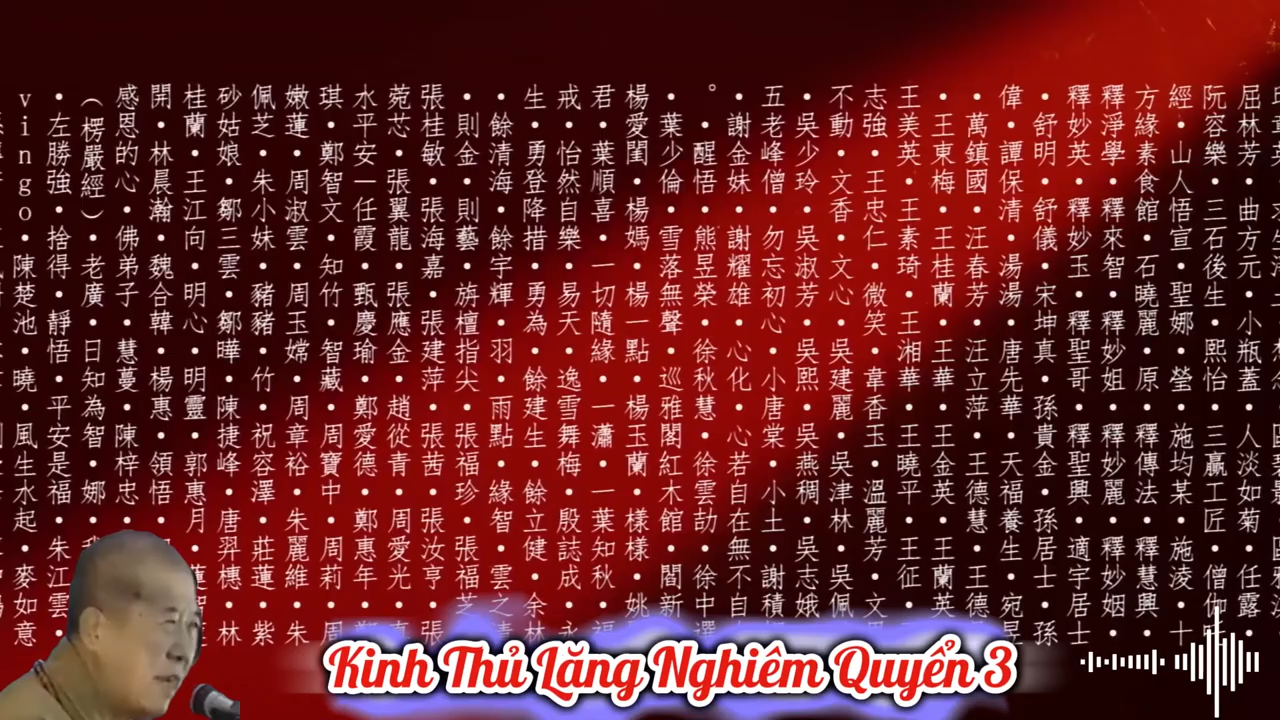 屈林芳・曲方元・小瓶蓋・人淡如菊・任露・
阮容樂・三石後生・熙怡・三贏工匠・僧
經・山人悟宣・聖娜・瑩・施均某・施淩・十
方緣素食館・石曉麗・原・釋傳法・釋慧興・
釋淨學・釋來智・釋妙姐・釋妙麗・釋妙姻・
釋妙英・釋妙玉・釋聖哥・釋聖興・適宇居士・
・舒明・舒儀・宋坤真・孫貴金・孫居士・孫
偉・譚保清・湯湯・唐先華・天福養生・宛昱
・萬鎮國・汪春芳・汪立萍・王德慧・王德
・王東梅・王桂蘭・王華・王金英・王蘭英・
王美英・王素琦・王湘華・王曉平・王征・王
志強・王忠仁・微笑・韋香玉・溫麗芳・文
不動・文香・文心・吳建麗・吳津林・吳佩
・吳少玲・吳淑芳・吳熙・吳燕稠・吳志娥
五老峰僧・勿忘初心・小唐棠・小土・謝積
・謝金妹・謝耀雄・心化・心若自在無不自
。・醒悟・熊昱榮・徐秋慧・徐雲劼・徐中選
・葉少倫・雪落無聲・巡雅閣紅木館・閻新
楊愛閏・楊媽・楊一點・楊玉蘭・樣樣・姚
君・葉順喜・一切隨緣・一瀟・一葉知秋・福
戒・怡然自樂・易天・逸雪舞梅・殷誌成・永
生・勇登降措・勇為・餘建生・餘立健・余林
・餘清海・餘宇輝・羽・雨點・緣智・雲之清
・則金・則藝・旃檀指尖・張福珍・張福芝
張桂敏・張海嘉・張建萍・張茜・張汝亨・張
菀芯・張翼龍・張應金・趙從青・周愛光・
水平安一任霞・甄慶瑜・鄭愛德・鄭惠年・鄭
琪・鄭智文・知竹・智藏・周寶中・周莉・
嫩蓮・周淑雲・周玉嫦・周章裕・朱麗維・朱
佩芝・朱小妹・豬豬・竹・祝容澤・莊蓮・紫
砂姑娘・鄒三雲・鄒曄・陳捷峰・唐羿橞・林
桂蘭・王江向・明心・明靈・郭惠月・
開・林晨瀚・魏合韓・楊惠・領悟・
感恩的心・佛弟子・慧蔓・陳梓忠・
（楞嚴經）・老廣・日知為智・娜・
・左勝強・捨得・靜悟・平安是福・朱江雲・
vingo・陳楚池・曉・風生水起・麥如意
Kinh Thủ Lăng Nghiêm Quyển 3